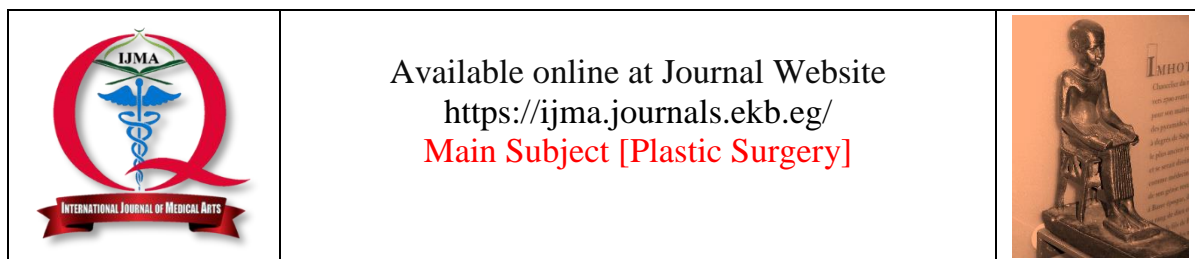 IJMA
INTERNATIONAL JOURNAL OF MEDICAL ARTS
Available online at Journal Website
https://ijma.journals.ekb.eg/
Main Subject [Plastic Surgery]
IMHOT